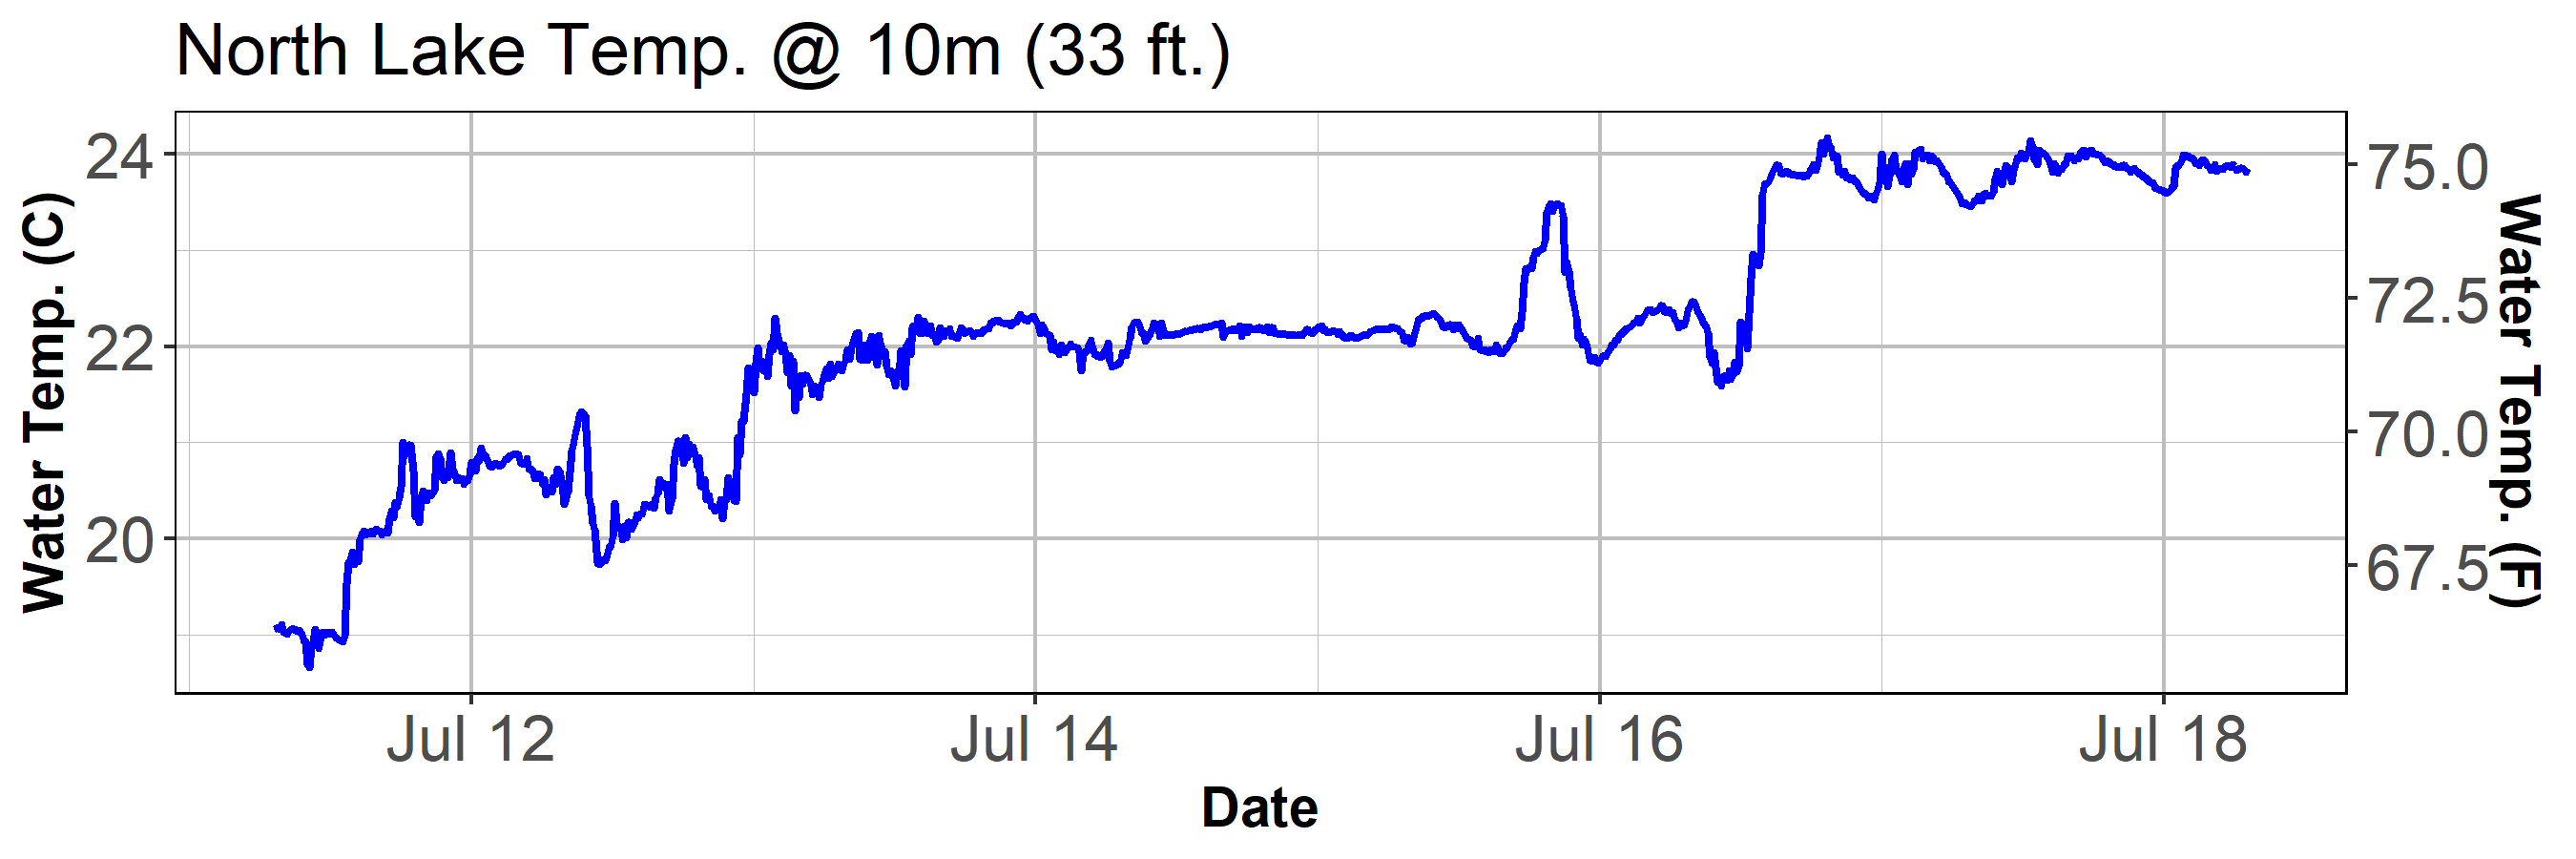 North Lake Temp. @ 10m (33 ft.)
Water Temp. (C)
24
22
20
75.0
72.5
70.0
67.5
Water Temp. (F)
Jul 12
Jul 14
Jul 16
Jul 18
Date